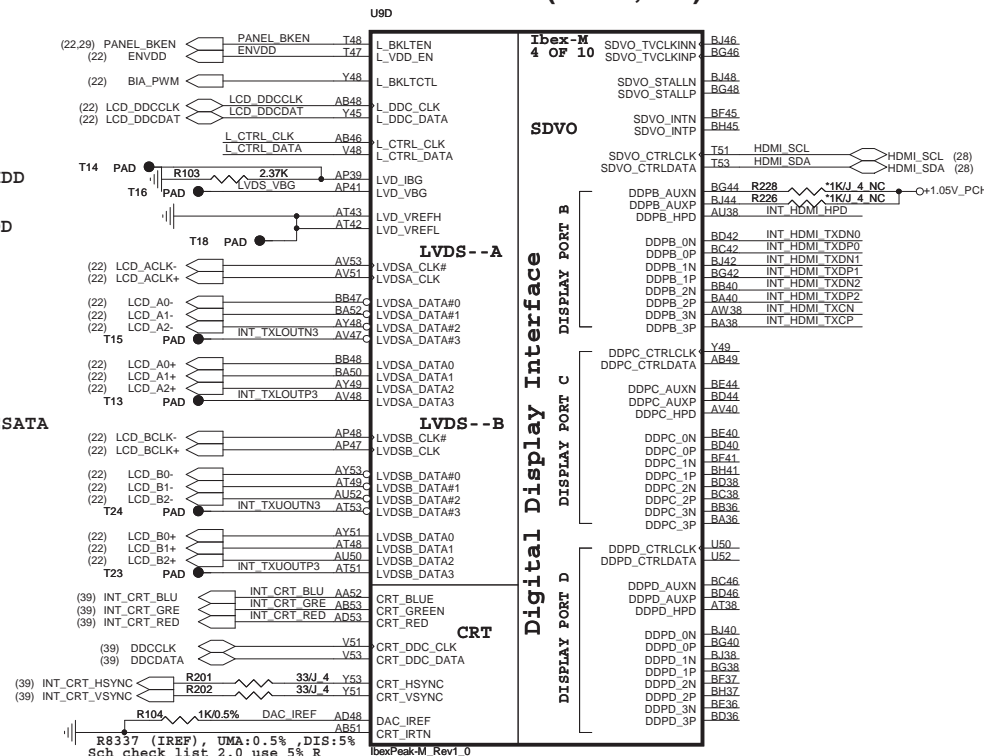 U9D
(22,29) PANEL_BKEN PANEL_BKEN T48 L_BKLTEN
(22) ENVDD ENVDD T47 L_VDD_EN
(22) BIA_PWM Y48 L_BKLTCTL
(22) LCD_DDCCLK LCD_DDCCLK AB48 L_DDC_CLK
(22) LCD_DDCDAT LCD_DDCDAT Y45 L_DDC_DATA
L_CTRL_CLK AB46 L_CTRL_CLK
L_CTRL_DATA V48 L_CTRL_DATA
DD
T14 PAD R103 2.37K AP39 LVD_IBG
T16 PAD LVDS_VBG AP41 LVD_VBG
D
AT43 LVD_VREFH
AT42 LVD_VREFL
T18 PAD
LVDS--A
(22) LCD_ACLK- AV53 LVDSA_CLK#
(22) LCD_ACLK+ AV51 LVDSA_CLK
(22) LCD_A0- BB47 LVDSA_DATA#0
(22) LCD_A1- BA52 LVDSA_DATA#1
(22) LCD_A2- AY48 LVDSA_DATA#2
T15 PAD INT_TXLOUTN3 AV47 LVDSA_DATA#3
(22) LCD_A0+ BB48 LVDSA_DATA0
(22) LCD_A1+ BA50 LVDSA_DATA1
(22) LCD_A2+ AY49 LVDSA_DATA2
T13 PAD INT_TXLOUTP3 AV48 LVDSA_DATA3
SATA
LVDS--B
(22) LCD_BCLK- AP48 LVDSB_CLK#
(22) LCD_BCLK+ AP47 LVDSB_CLK
(22) LCD_B0- AY53 LVDSB_DATA#0
(22) LCD_B1- AT49 LVDSB_DATA#1
(22) LCD_B2- AU52 LVDSB_DATA#2
T24 PAD INT_TXUOUTN3 AT53 LVDSB_DATA#3
(22) LCD_B0+ AY51 LVDSB_DATA0
(22) LCD_B1+ AT48 LVDSB_DATA1
(22) LCD_B2+ AU50 LVDSB_DATA2
T23 PAD INT_TXUOUTP3 AT51 LVDSB_DATA3
(39) INT_CRT_BLU INT_CRT_BLU AA52 CRT_BLUE
(39) INT_CRT_GRE INT_CRT_GRE AB53 CRT_GREEN
(39) INT_CRT_RED INT_CRT_RED AD53 CRT_RED
CRT
(39) DDCCLK V51 CRT_DDC_CLK
(39) DDCDATA V53 CRT_DDC_DATA
(39) INT_CRT_HSYNC R201 33/J_4 Y53 CRT_HSYNC
(39) INT_CRT_VSYNC R202 33/J_4 Y51 CRT_VSYNC
R104 1K/0.5% DAC_IREF AD48 DAC_IREF
AB51 CRT_IRTN
R8337 (IREF), UMA:0.5% ,DIS:5%
Sch check list 2.0 use 5% R
IbexPeak-M_Rev1_0
Ibex-M
4 OF 10
SDVO
Digital Display Interface
SDVO_TVCLKINN BJ46
SDVO_TVCLKINP BG46
SDVO_STALLN BJ48
SDVO_STALLP BG48
SDVO_INTN BF45
SDVO_INTP BH45
SDVO_CTRLCLK T51 HDMI_SCL HDMI_SCL (28)
SDVO_CTRLDATA T53 HDMI_SDA HDMI_SDA (28)
DISPLAY PORT B
DDPB_AUXN BG44 R228 *1K/J_4_NC +1.05V_PCH
DDPB_AUXP BJ44 R226 *1K/J_4_NC
DDPB_HPD AU38 INT_HDMI_HPD
DDPB_0N BD42 INT_HDMI_TXDN0
DDPB_0P BC42 INT_HDMI_TXDP0
DDPB_1N BJ42 INT_HDMI_TXDN1
DDPB_1P BG42 INT_HDMI_TXDP1
DDPB_2N BB40 INT_HDMI_TXDN2
DDPB_2P BA40 INT_HDMI_TXDP2
DDPB_3N AW38 INT_HDMI_TXCN
DDPB_3P BA38 INT_HDMI_TXCP
DISPLAY PORT C
DDPC_CTRLCLK Y49
DDPC_CTRLDATA AB49
DDPC_AUXN BE44
DDPC_AUXP BD44
DDPC_HPD AV40
DDPC_0N BE40
DDPC_0P BD40
DDPC_1N BF41
DDPC_1P BH41
DDPC_2N BD38
DDPC_2P BC38
DDPC_3N BB36
DDPC_3P BA36
DISPLAY PORT D
DDPD_CTRLCLK U50
DDPD_CTRLDATA U52
DDPD_AUXN BC46
DDPD_AUXP BD46
DDPD_HPD AT38
DDPD_0N BJ40
DDPD_0P BG40
DDPD_1N BJ38
DDPD_1P BG38
DDPD_2N BF37
DDPD_2P BH37
DDPD_3N BE36
DDPD_3P BD36